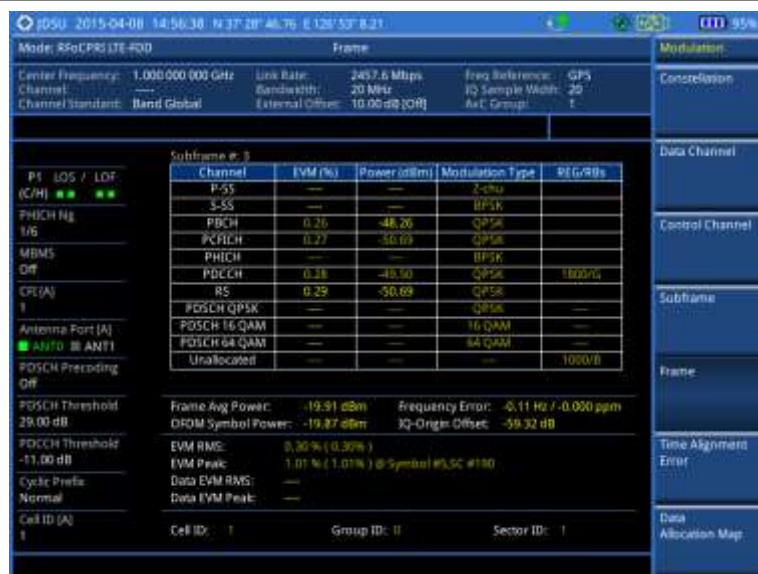 JDSU 2015-04-08 14:56:38 N 37° 28' 46.76 E 126° 53' 8.21 95%
Mode: RFoCPRI LTE-FDD Frame Modulation
Center Frequency: 1.000 000 000 GHz Link Rate: 2457.6 Mbps Freq Reference: GPS
Channel: ---- Bandwidth: 20 MHz IQ Sample Width: 20
Channel Standard: Band Global External Offset: 10.00 dB [Off] AxC Group: 1
Constellation
Data Channel
Control Channel
Subframe
Frame
Time Alignment Error
Data Allocation Map
P1 LOS / LOF
(C/H)
PHICH Ng
1/6
MBMS
Off
CFI [A]
1
Antenna Port [A]
ANT0 ANT1
PDSCH Precoding
Off
PDSCH Threshold
29.00 dB
PDCCH Threshold
-11.00 dB
Cyclic Prefix
Normal
Cell ID [A]
1
Subframe #: 3
Channel EVM (%) Power (dBm) Modulation Type REG/RBs
P-SS ---- ---- Z-chu
S-SS ---- ---- BPSK
PBCH 0.26 -48.26 QPSK
PCFICH 0.27 -50.69 QPSK
PHICH ---- ---- BPSK
PDCCH 0.28 -49.50 QPSK 1800/G
RS 0.29 -50.69 QPSK
PDSCH QPSK ---- ---- QPSK ----
PDSCH 16 QAM ---- ---- 16 QAM ----
PDSCH 64 QAM ---- ---- 64 QAM ----
Unallocated ---- ---- ---- 1000/B
Frame Avg Power: -19.91 dBm Frequency Error: -0.11 Hz / -0.000 ppm
OFDM Symbol Power: -19.87 dBm IQ-Origin Offset: -59.32 dB
EVM RMS: 0.30 % ( 0.30% )
EVM Peak: 1.01 % ( 1.01% ) @ Symbol #5,SC #180
Data EVM RMS: ----
Data EVM Peak: ----
Cell ID: 1 Group ID: 0 Sector ID: 1